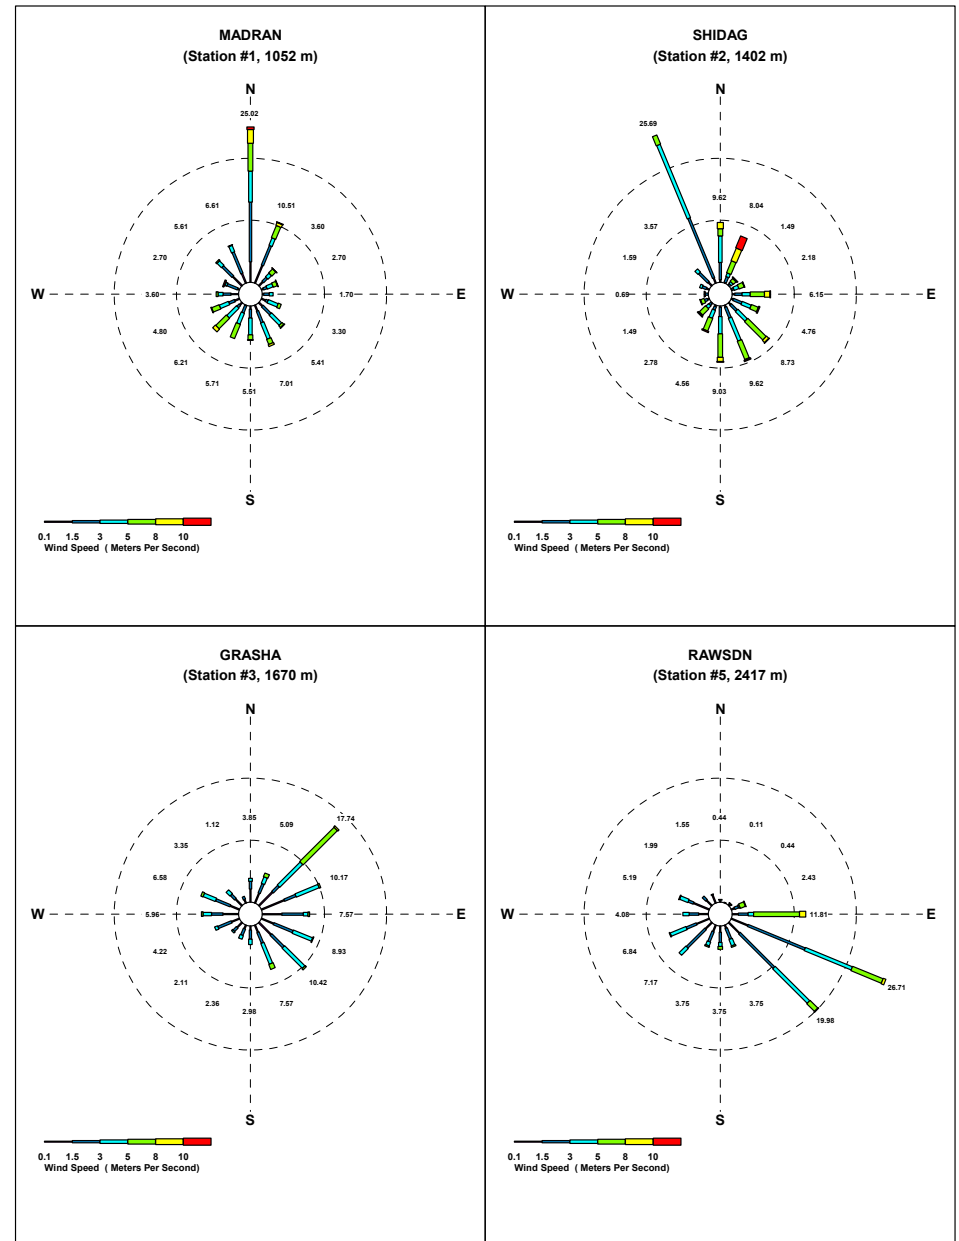 MADRAN
(Station #1, 1052 m)
N
25.02
6.61 10.51
5.61 3.60
2.70 2.70
W 3.60 1.70 E
4.80 3.30
6.21 5.41
5.71 7.01
5.51
S
0.1 1.5 3 5 8 10
Wind Speed ( Meters Per Second)
SHIDAG
(Station #2, 1402 m)
N
25.69
9.62 8.04
3.57 1.49
1.59 2.18
W 0.69 6.15 E
1.49 4.76
2.78 8.73
4.56 9.62
9.03
S
0.1 1.5 3 5 8 10
Wind Speed ( Meters Per Second)
GRASHA
(Station #3, 1670 m)
N
3.85 17.74
1.12 5.09
3.35
6.58 10.17
W 5.96 7.57 E
4.22 8.93
2.11 10.42
2.36 7.57
2.98
S
0.1 1.5 3 5 8 10
Wind Speed ( Meters Per Second)
RAWSDN
(Station #5, 2417 m)
N
0.44
1.55 0.11
1.99 0.44
5.19 2.43
W 4.08 11.81 E
6.84
7.17 26.71
3.75 3.75 19.98
3.75
S
0.1 1.5 3 5 8 10
Wind Speed ( Meters Per Second)